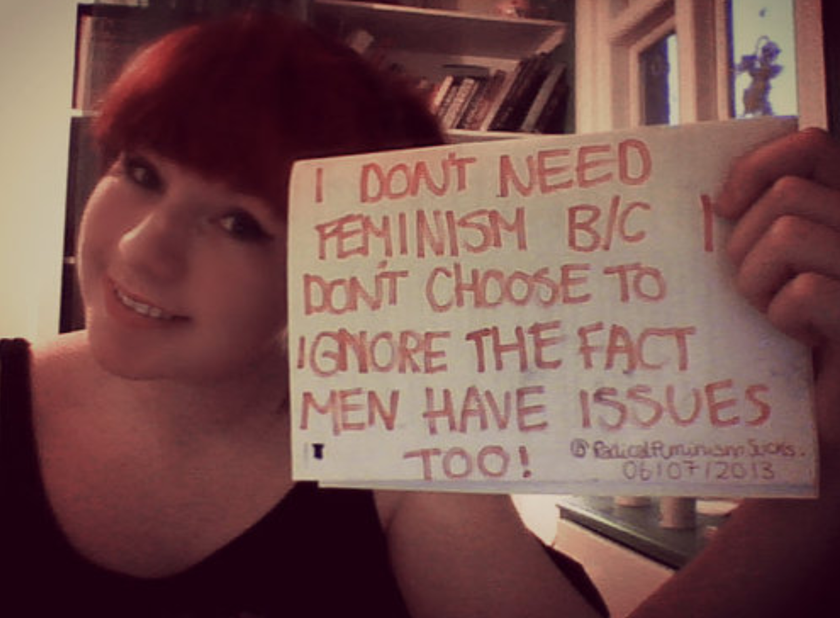 I DON'T NEED
FEMINISM B/C I
DON'T CHOOSE TO
IGNORE THE FACT
MEN HAVE ISSUES
TOO!
@RadicalFeminismSucks.
06/07/2013